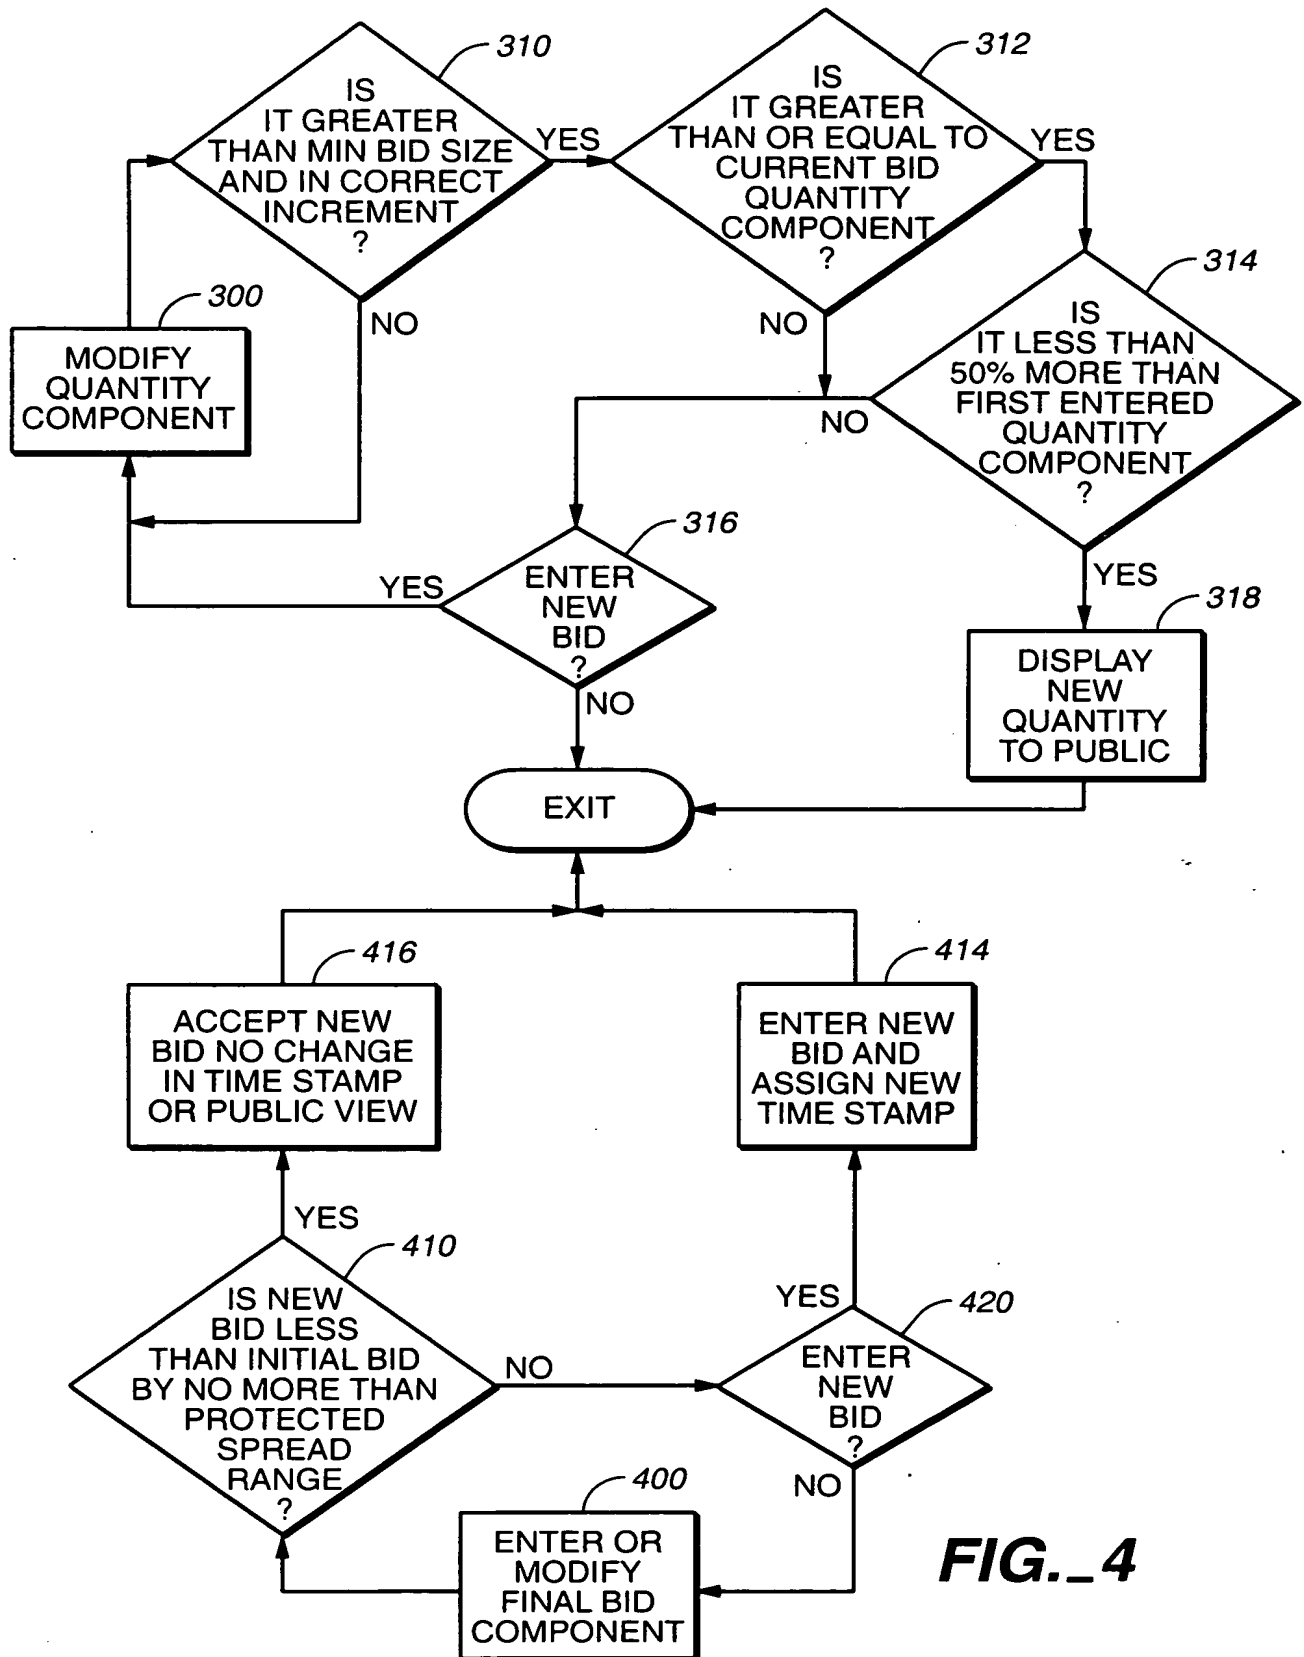 310
IS
IT GREATER
THAN MIN BID SIZE
AND IN CORRECT
INCREMENT
?
YES
NO
312
IS
IT GREATER
THAN OR EQUAL TO
CURRENT BID
QUANTITY
COMPONENT
?
YES
NO
300
MODIFY
QUANTITY
COMPONENT
314
IS
IT LESS THAN
50% MORE THAN
FIRST ENTERED
QUANTITY
COMPONENT
?
NO
YES
316
ENTER
NEW
BID
?
YES
NO
318
DISPLAY
NEW
QUANTITY
TO PUBLIC
EXIT
416
ACCEPT NEW
BID NO CHANGE
IN TIME STAMP
OR PUBLIC VIEW
414
ENTER NEW
BID AND
ASSIGN NEW
TIME STAMP
YES
410
IS NEW
BID LESS
THAN INITIAL BID
BY NO MORE THAN
PROTECTED
SPREAD
RANGE
?
NO
YES
420
ENTER
NEW
BID
?
NO
400
ENTER OR
MODIFY
FINAL BID
COMPONENT
FIG._4